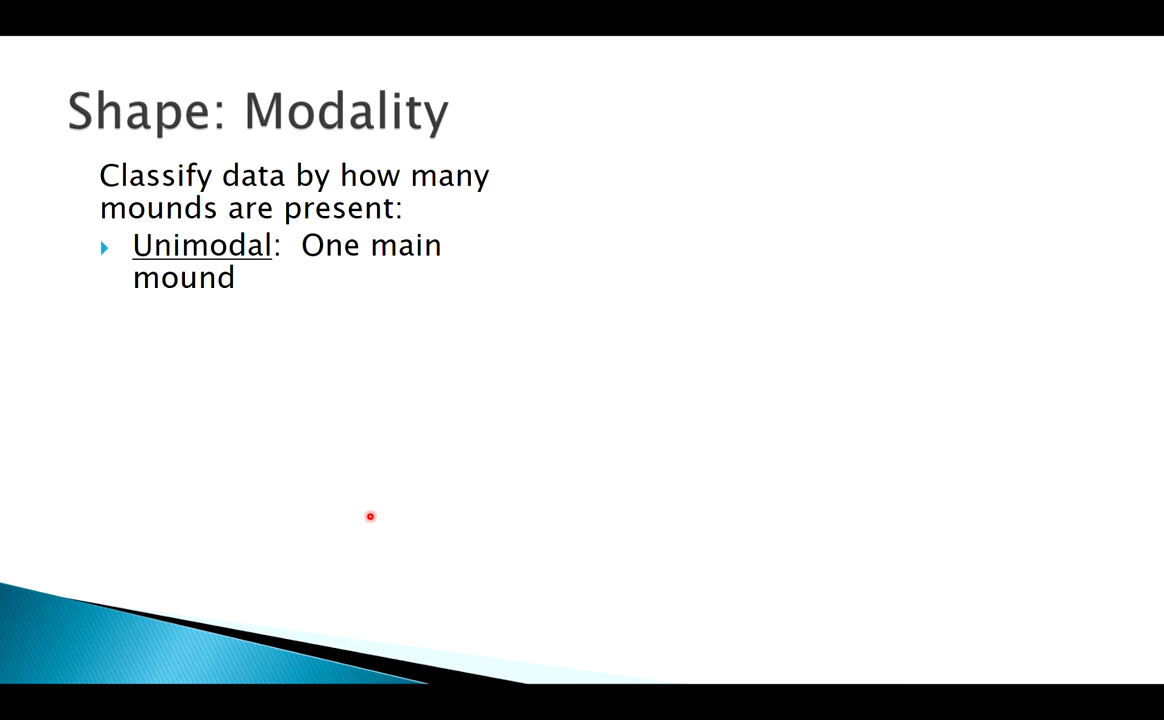 Shape: Modality
Classify data by how many
mounds are present:
Unimodal: One main
mound